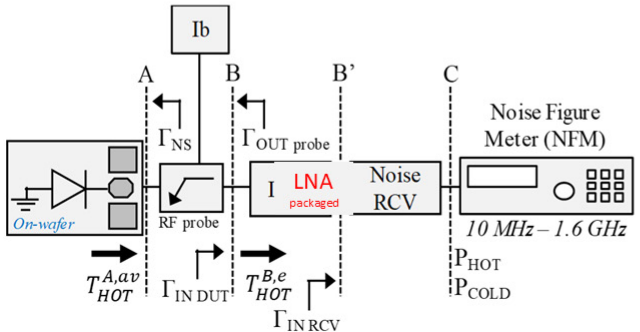 Ib
A
B
B’
C
Γ_NS
Γ_OUT probe
Noise Figure
Meter (NFM)
On-wafer
RF probe
I
LNA
packaged
Noise
RCV
10 MHz – 1.6 GHz
T_HOT^A,av
Γ_IN DUT
T_HOT^B,e
Γ_IN RCV
P_HOT
P_COLD